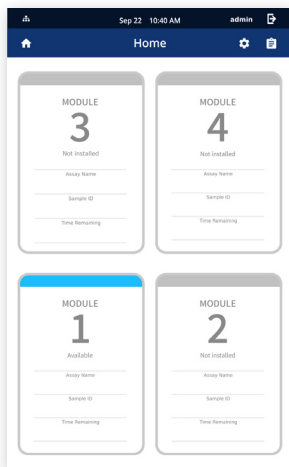 Sep 22 10:40 AM admin
Home
MODULE
3
Not installed
Assay Name
Sample ID
Time Remaining
MODULE
4
Not installed
Assay Name
Sample ID
Time Remaining
MODULE
1
Available
Assay Name
Sample ID
Time Remaining
MODULE
2
Not installed
Assay Name
Sample ID
Time Remaining